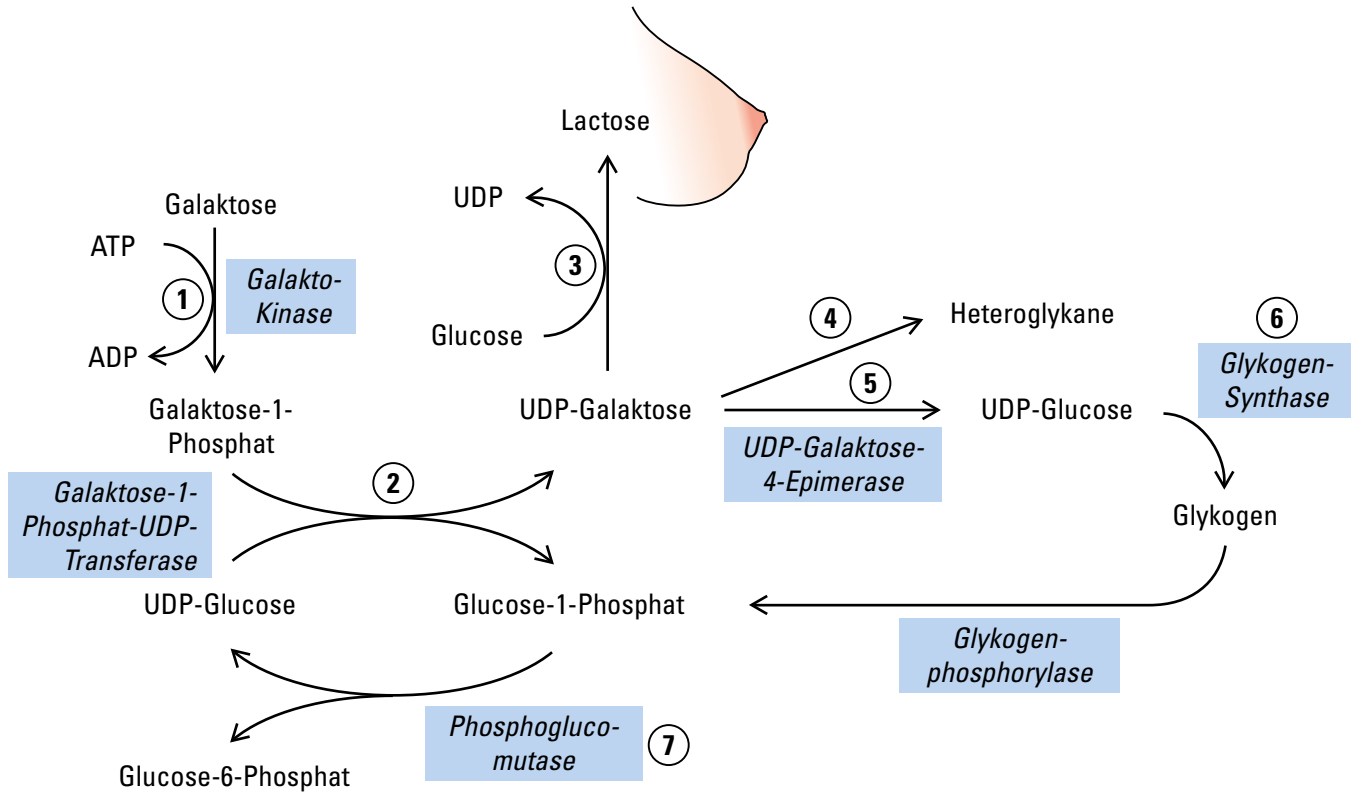 Lactose
Galaktose
UDP
ATP
3
1
Galakto-
Kinase
4
Heteroglykane
6
Glucose
ADP
Glykogen-
Synthase
5
Galaktose-1-
Phosphat
UDP-Galaktose
UDP-Glucose
UDP-Galaktose-
4-Epimerase
2
Galaktose-1-
Phosphat-UDP-
Transferase
Glykogen
UDP-Glucose
Glucose-1-Phosphat
Glykogen-
phosphorylase
Phosphogluco-
mutase
7
Glucose-6-Phosphat